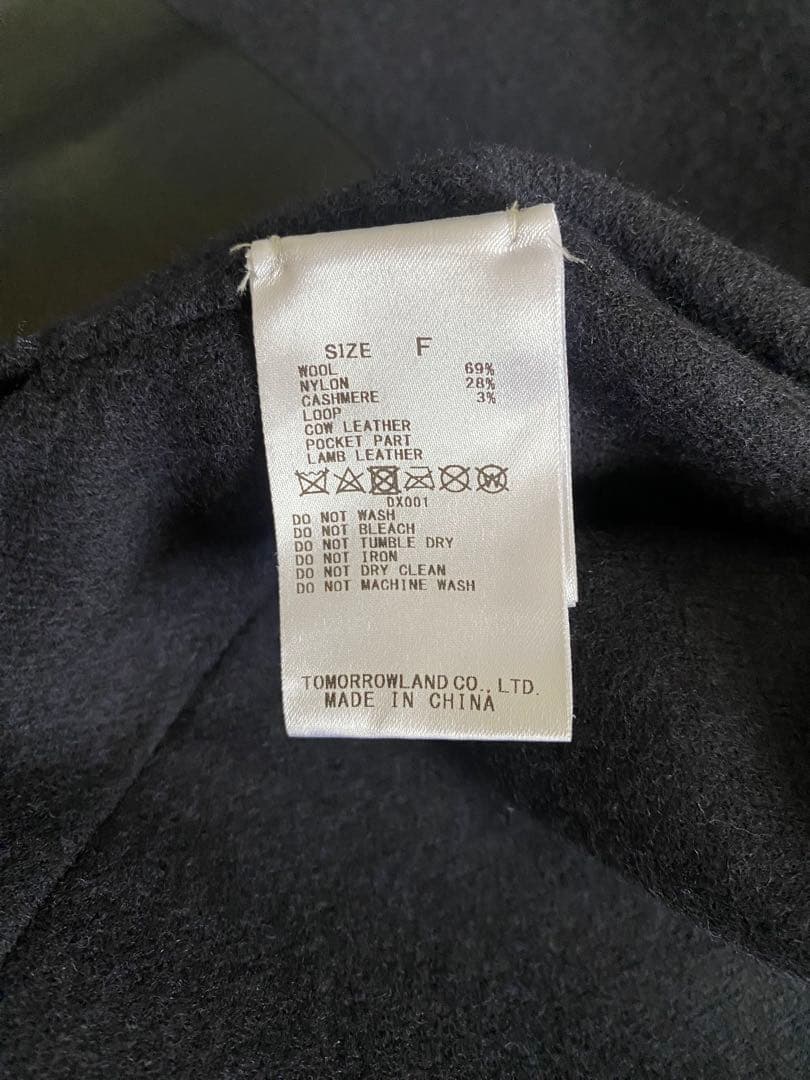 SIZE F
WOOL 69%
NYLON 28%
CASHMERE 3%
LOOP
COW LEATHER
POCKET PART
LAMB LEATHER
W
DX001
DO NOT WASH
DO NOT BLEACH
DO NOT TUMBLE DRY
DO NOT IRON
DO NOT DRY CLEAN
DO NOT MACHINE WASH
TOMORROWLAND CO., LTD.
MADE IN CHINA